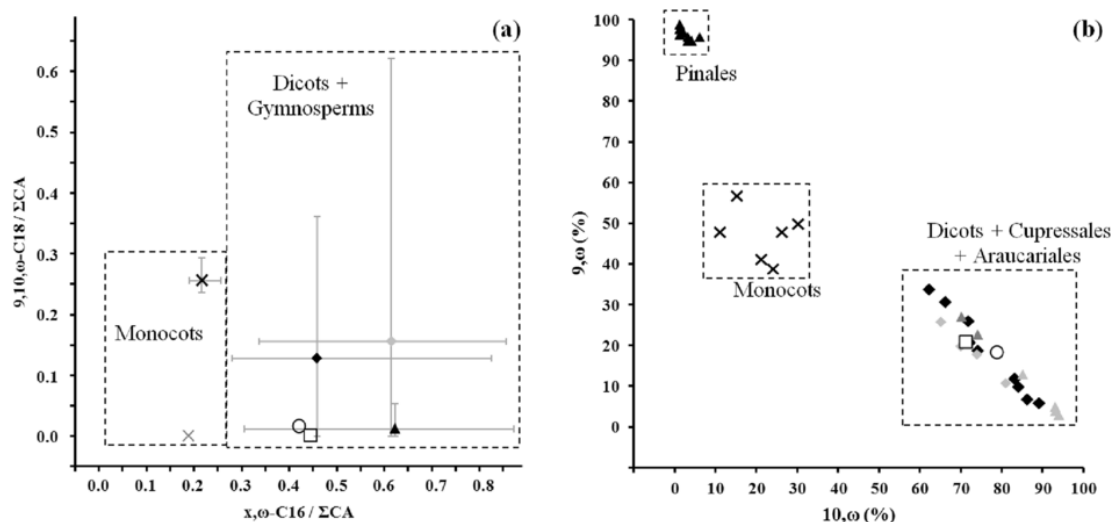 (a)
Dicots +
Gymnosperms
Monocots
0.6
0.5
0.4
0.3
0.2
0.1
0.0
9,10,ω-C18 / ΣCA
0.0 0.1 0.2 0.3 0.4 0.5 0.6 0.7 0.8
x,ω-C16 / ΣCA
(b)
Pinales
Monocots
Dicots + Cupressales
+ Araucariales
100
90
80
70
60
50
40
30
20
10
0
9,ω (%)
0 10 20 30 40 50 60 70 80 90 100
10,ω (%)